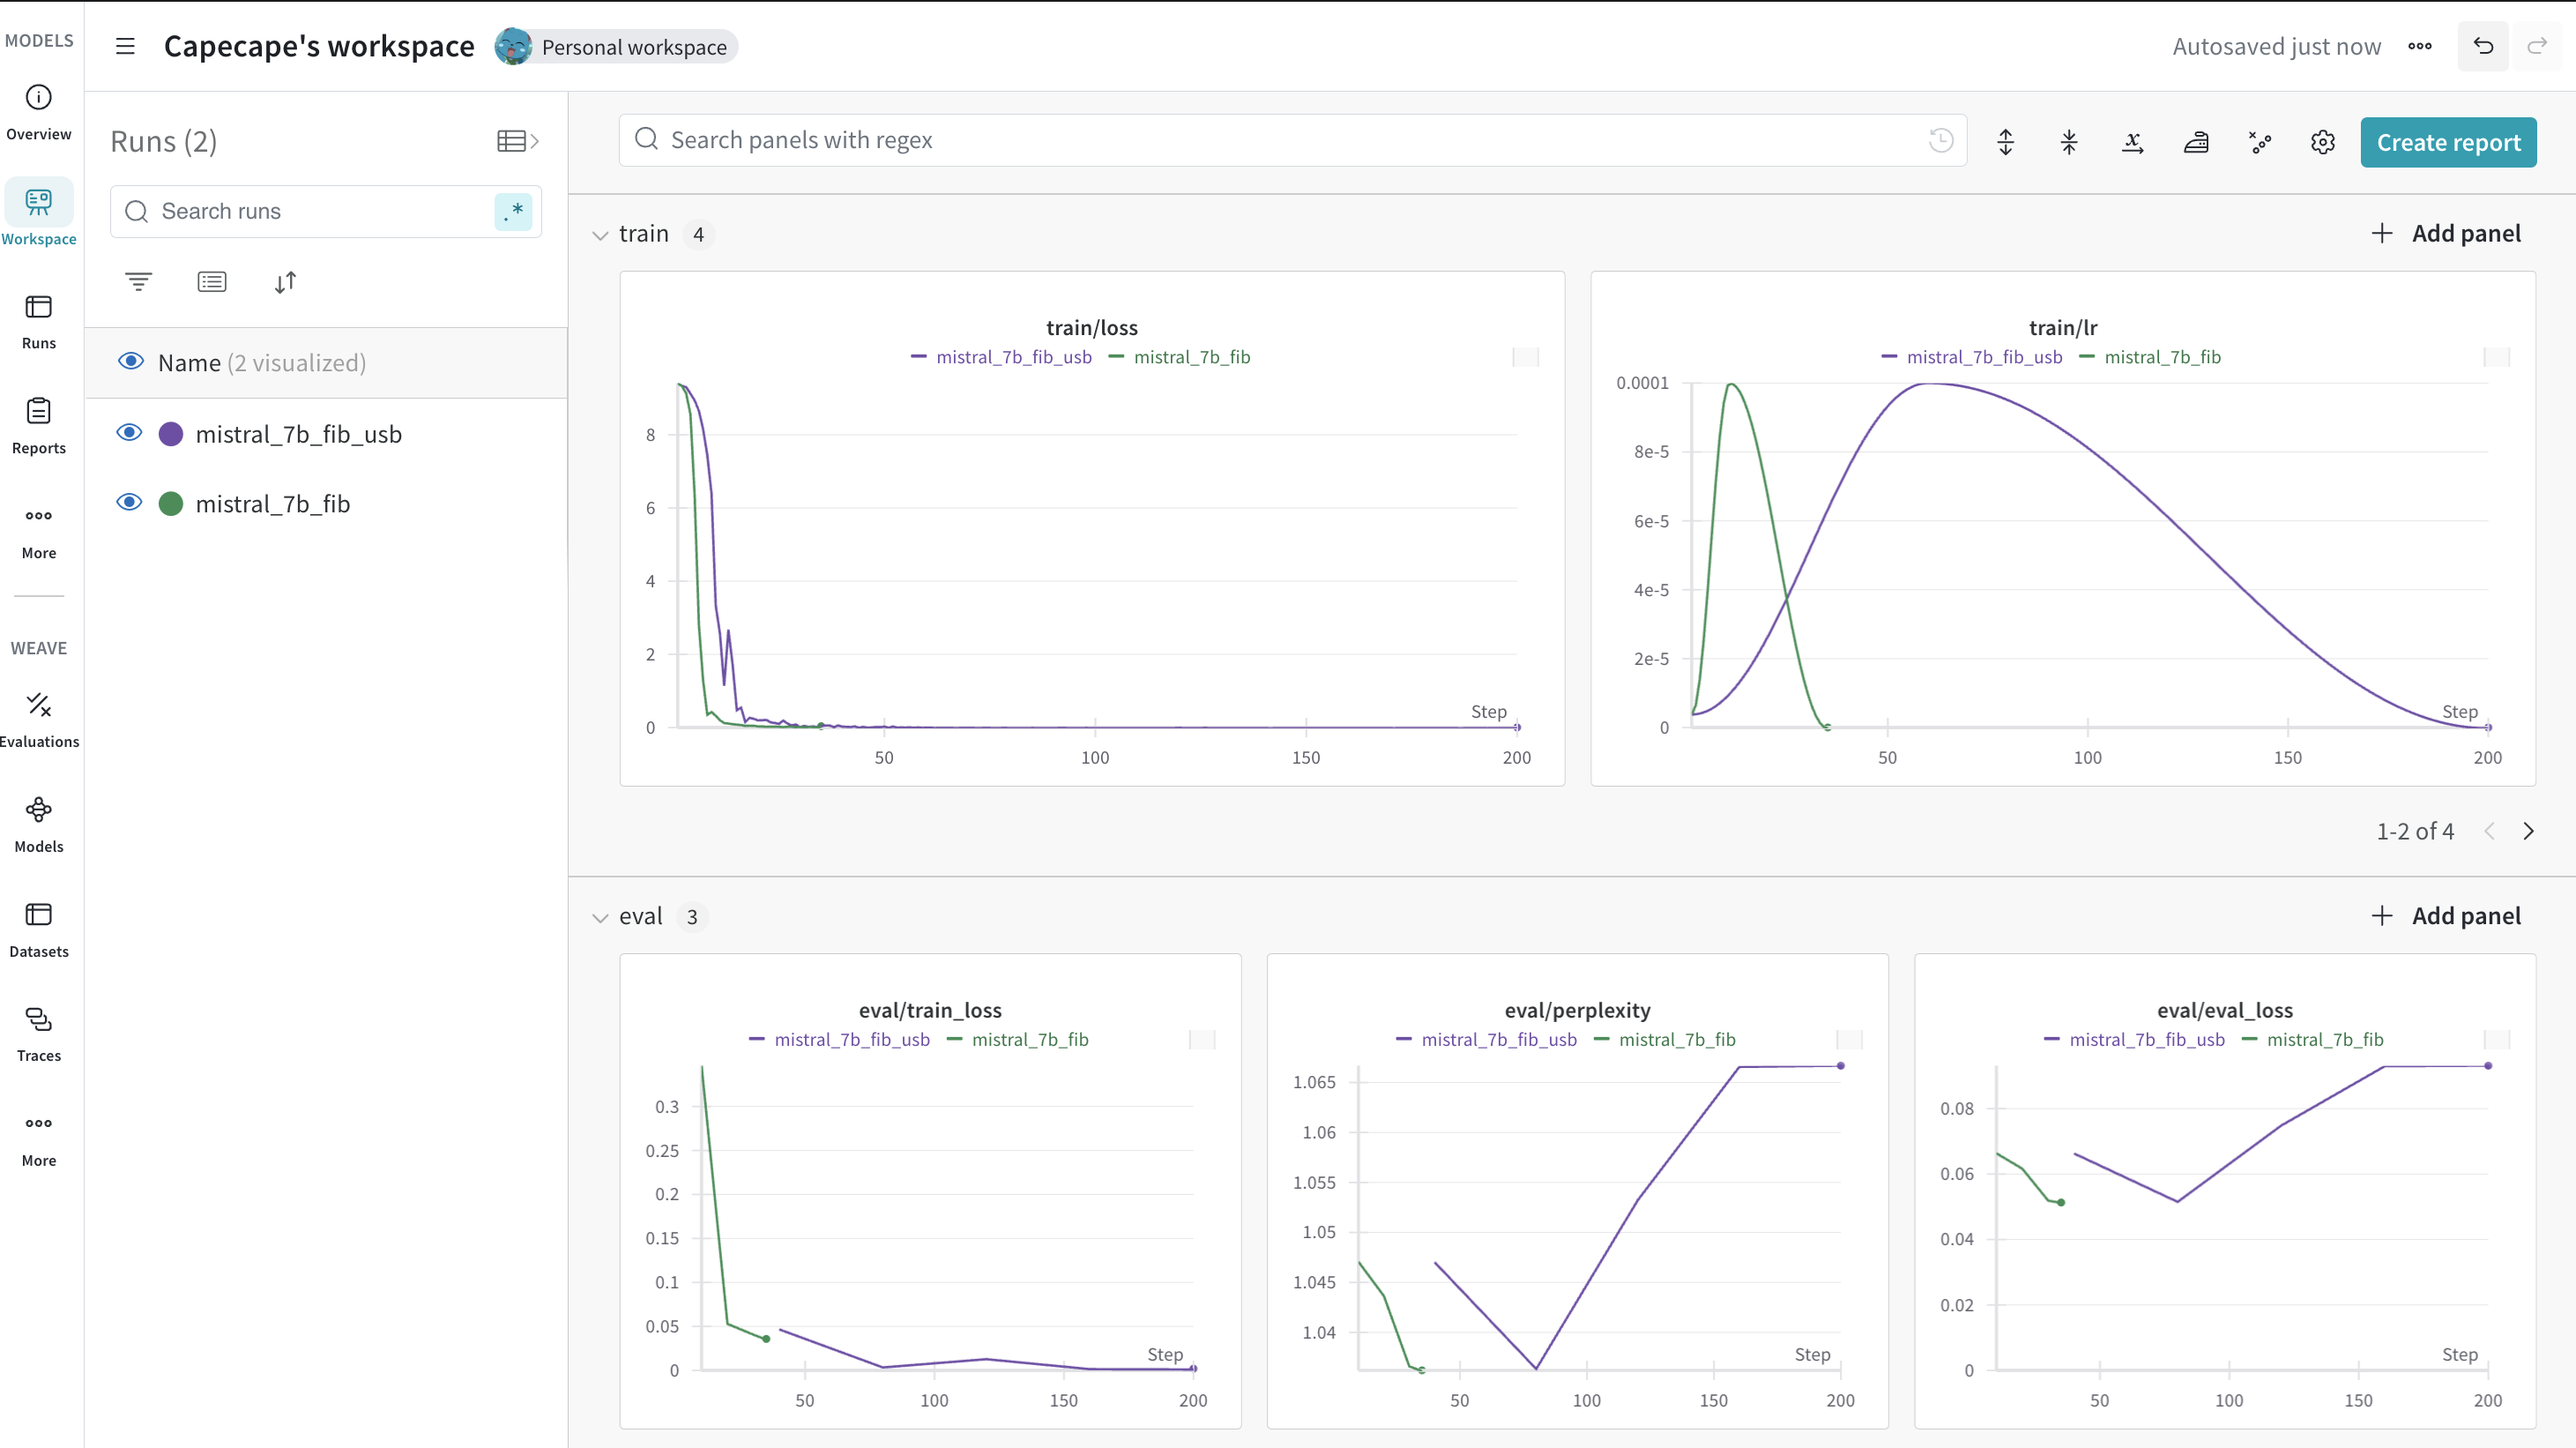 MODELS
Overview
Workspace
Runs
Reports
More
WEAVE
Evaluations
Models
Datasets
Traces
More
Capecape's workspace
Personal workspace
Autosaved just now
Runs (2)
Search runs
.*
Name (2 visualized)
mistral_7b_fib_usb
mistral_7b_fib
Search panels with regex
Create report
train 4
Add panel
train/loss
mistral_7b_fib_usb mistral_7b_fib
8
6
4
2
0
Step
50 100 150 200
train/lr
mistral_7b_fib_usb mistral_7b_fib
0.0001
8e-5
6e-5
4e-5
2e-5
0
Step
50 100 150 200
1-2 of 4
eval 3
Add panel
eval/train_loss
mistral_7b_fib_usb mistral_7b_fib
0.3
0.25
0.2
0.15
0.1
0.05
0
Step
50 100 150 200
eval/perplexity
mistral_7b_fib_usb mistral_7b_fib
1.065
1.06
1.055
1.05
1.045
1.04
Step
50 100 150 200
eval/eval_loss
mistral_7b_fib_usb mistral_7b_fib
0.08
0.06
0.04
0.02
0
Step
50 100 150 200